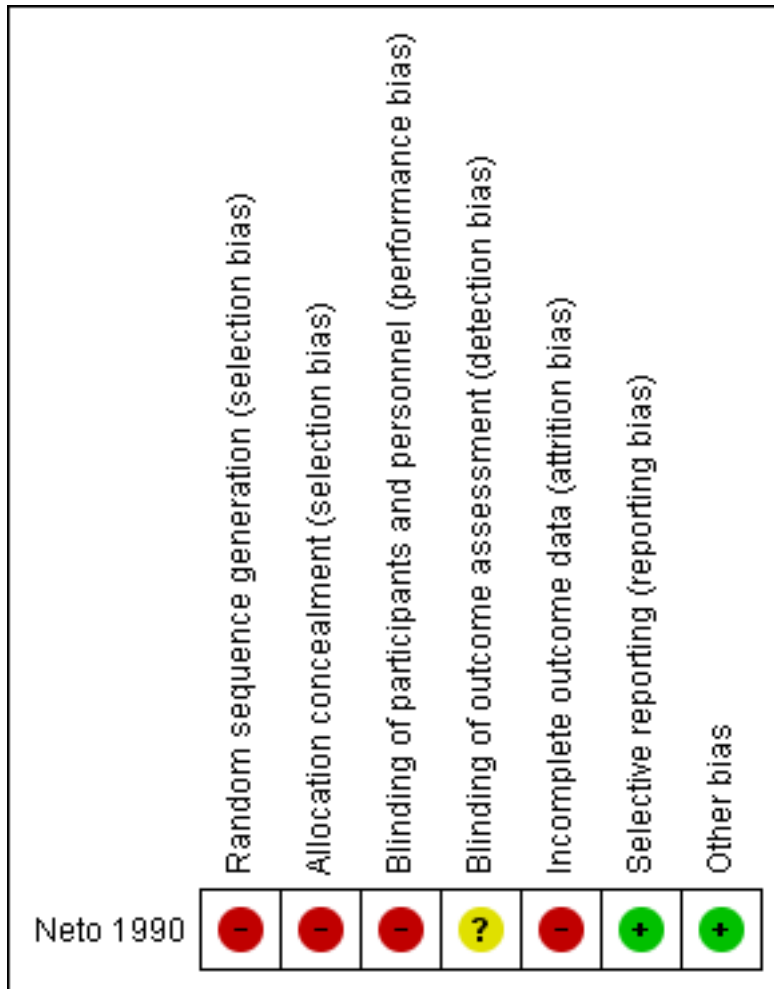 Random sequence generation (selection bias)
Allocation concealment (selection bias)
Blinding of participants and personnel (performance bias)
Blinding of outcome assessment (detection bias)
Incomplete outcome data (attrition bias)
Selective reporting (reporting bias)
Other bias
Neto 1990 - - - ? - + +